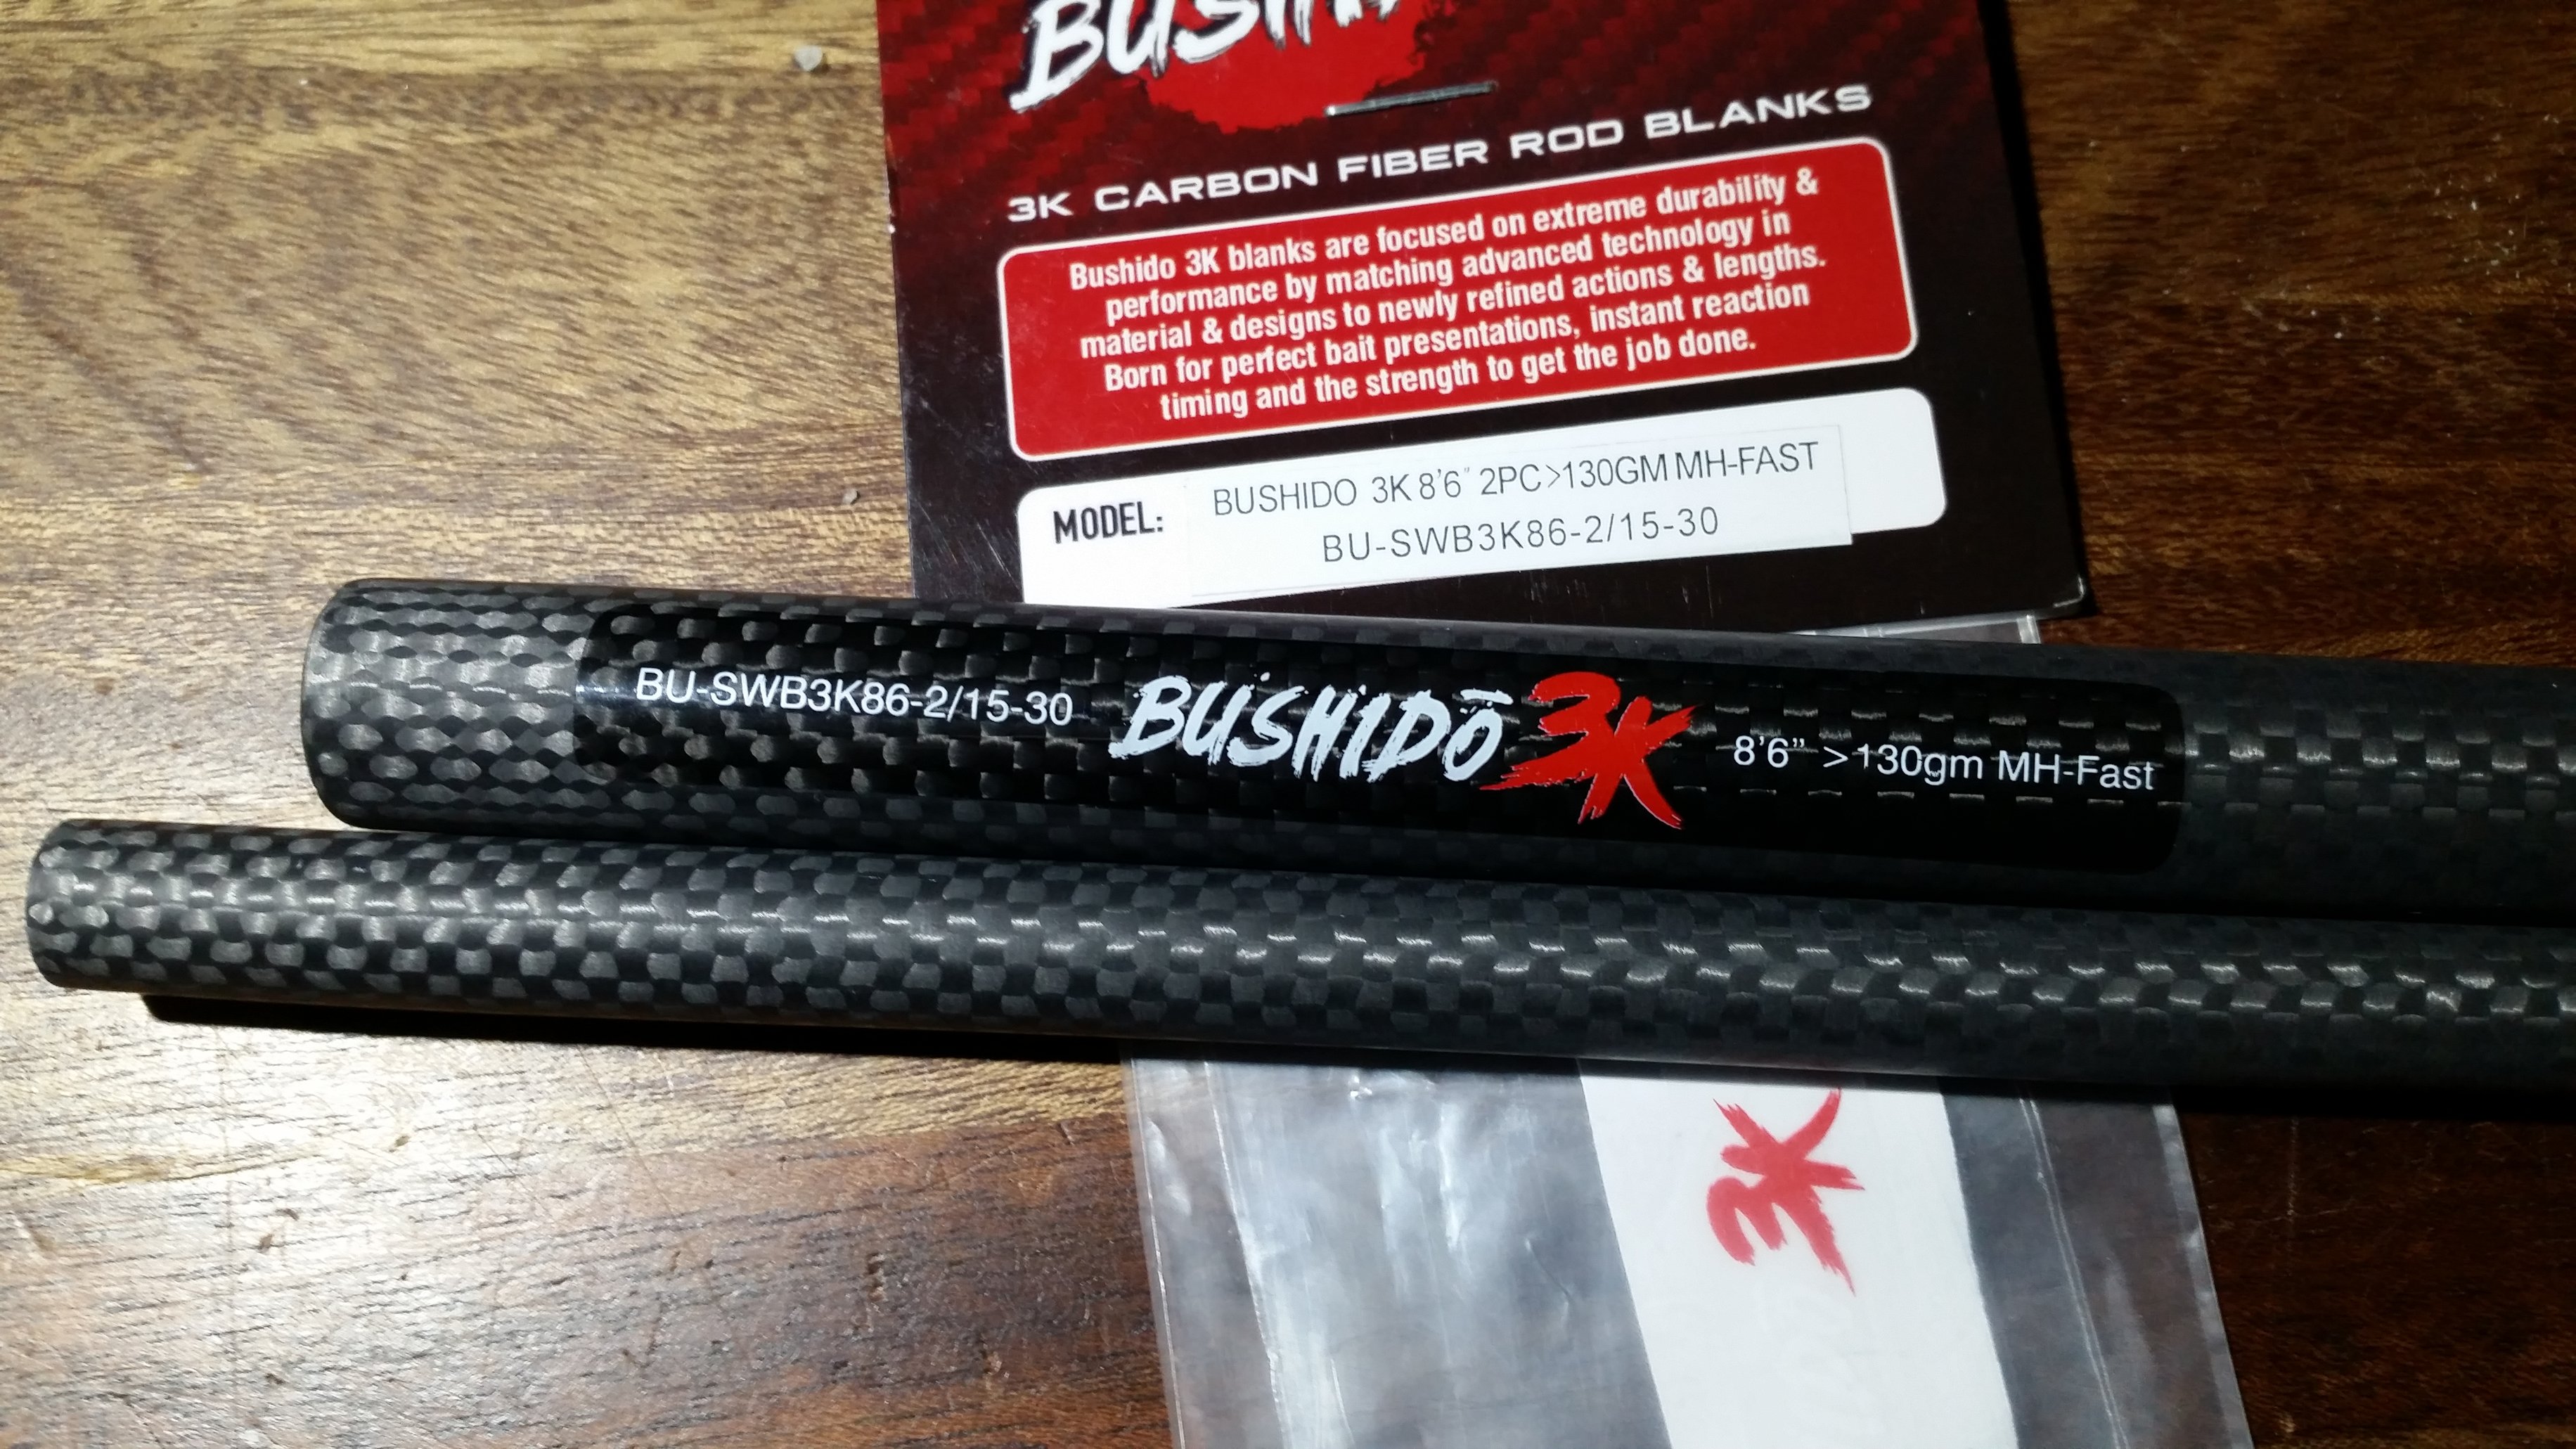 3K CARBON FIBER ROD BLANKS
Bushido 3K blanks are focused on extreme durability &
performance by matching advanced technology in
material & designs to newly refined actions & lengths.
Born for perfect bait presentations, instant reaction
timing and the strength to get the job done.
MODEL:
BUSHIDO 3K 8'6" 2PC>130GM MH-FAST
BU-SWB3K86-2/15-30
BU-SWB3K86-2/15-30 BUSHIDŌ 3K 8'6" >130gm MH-Fast
3K